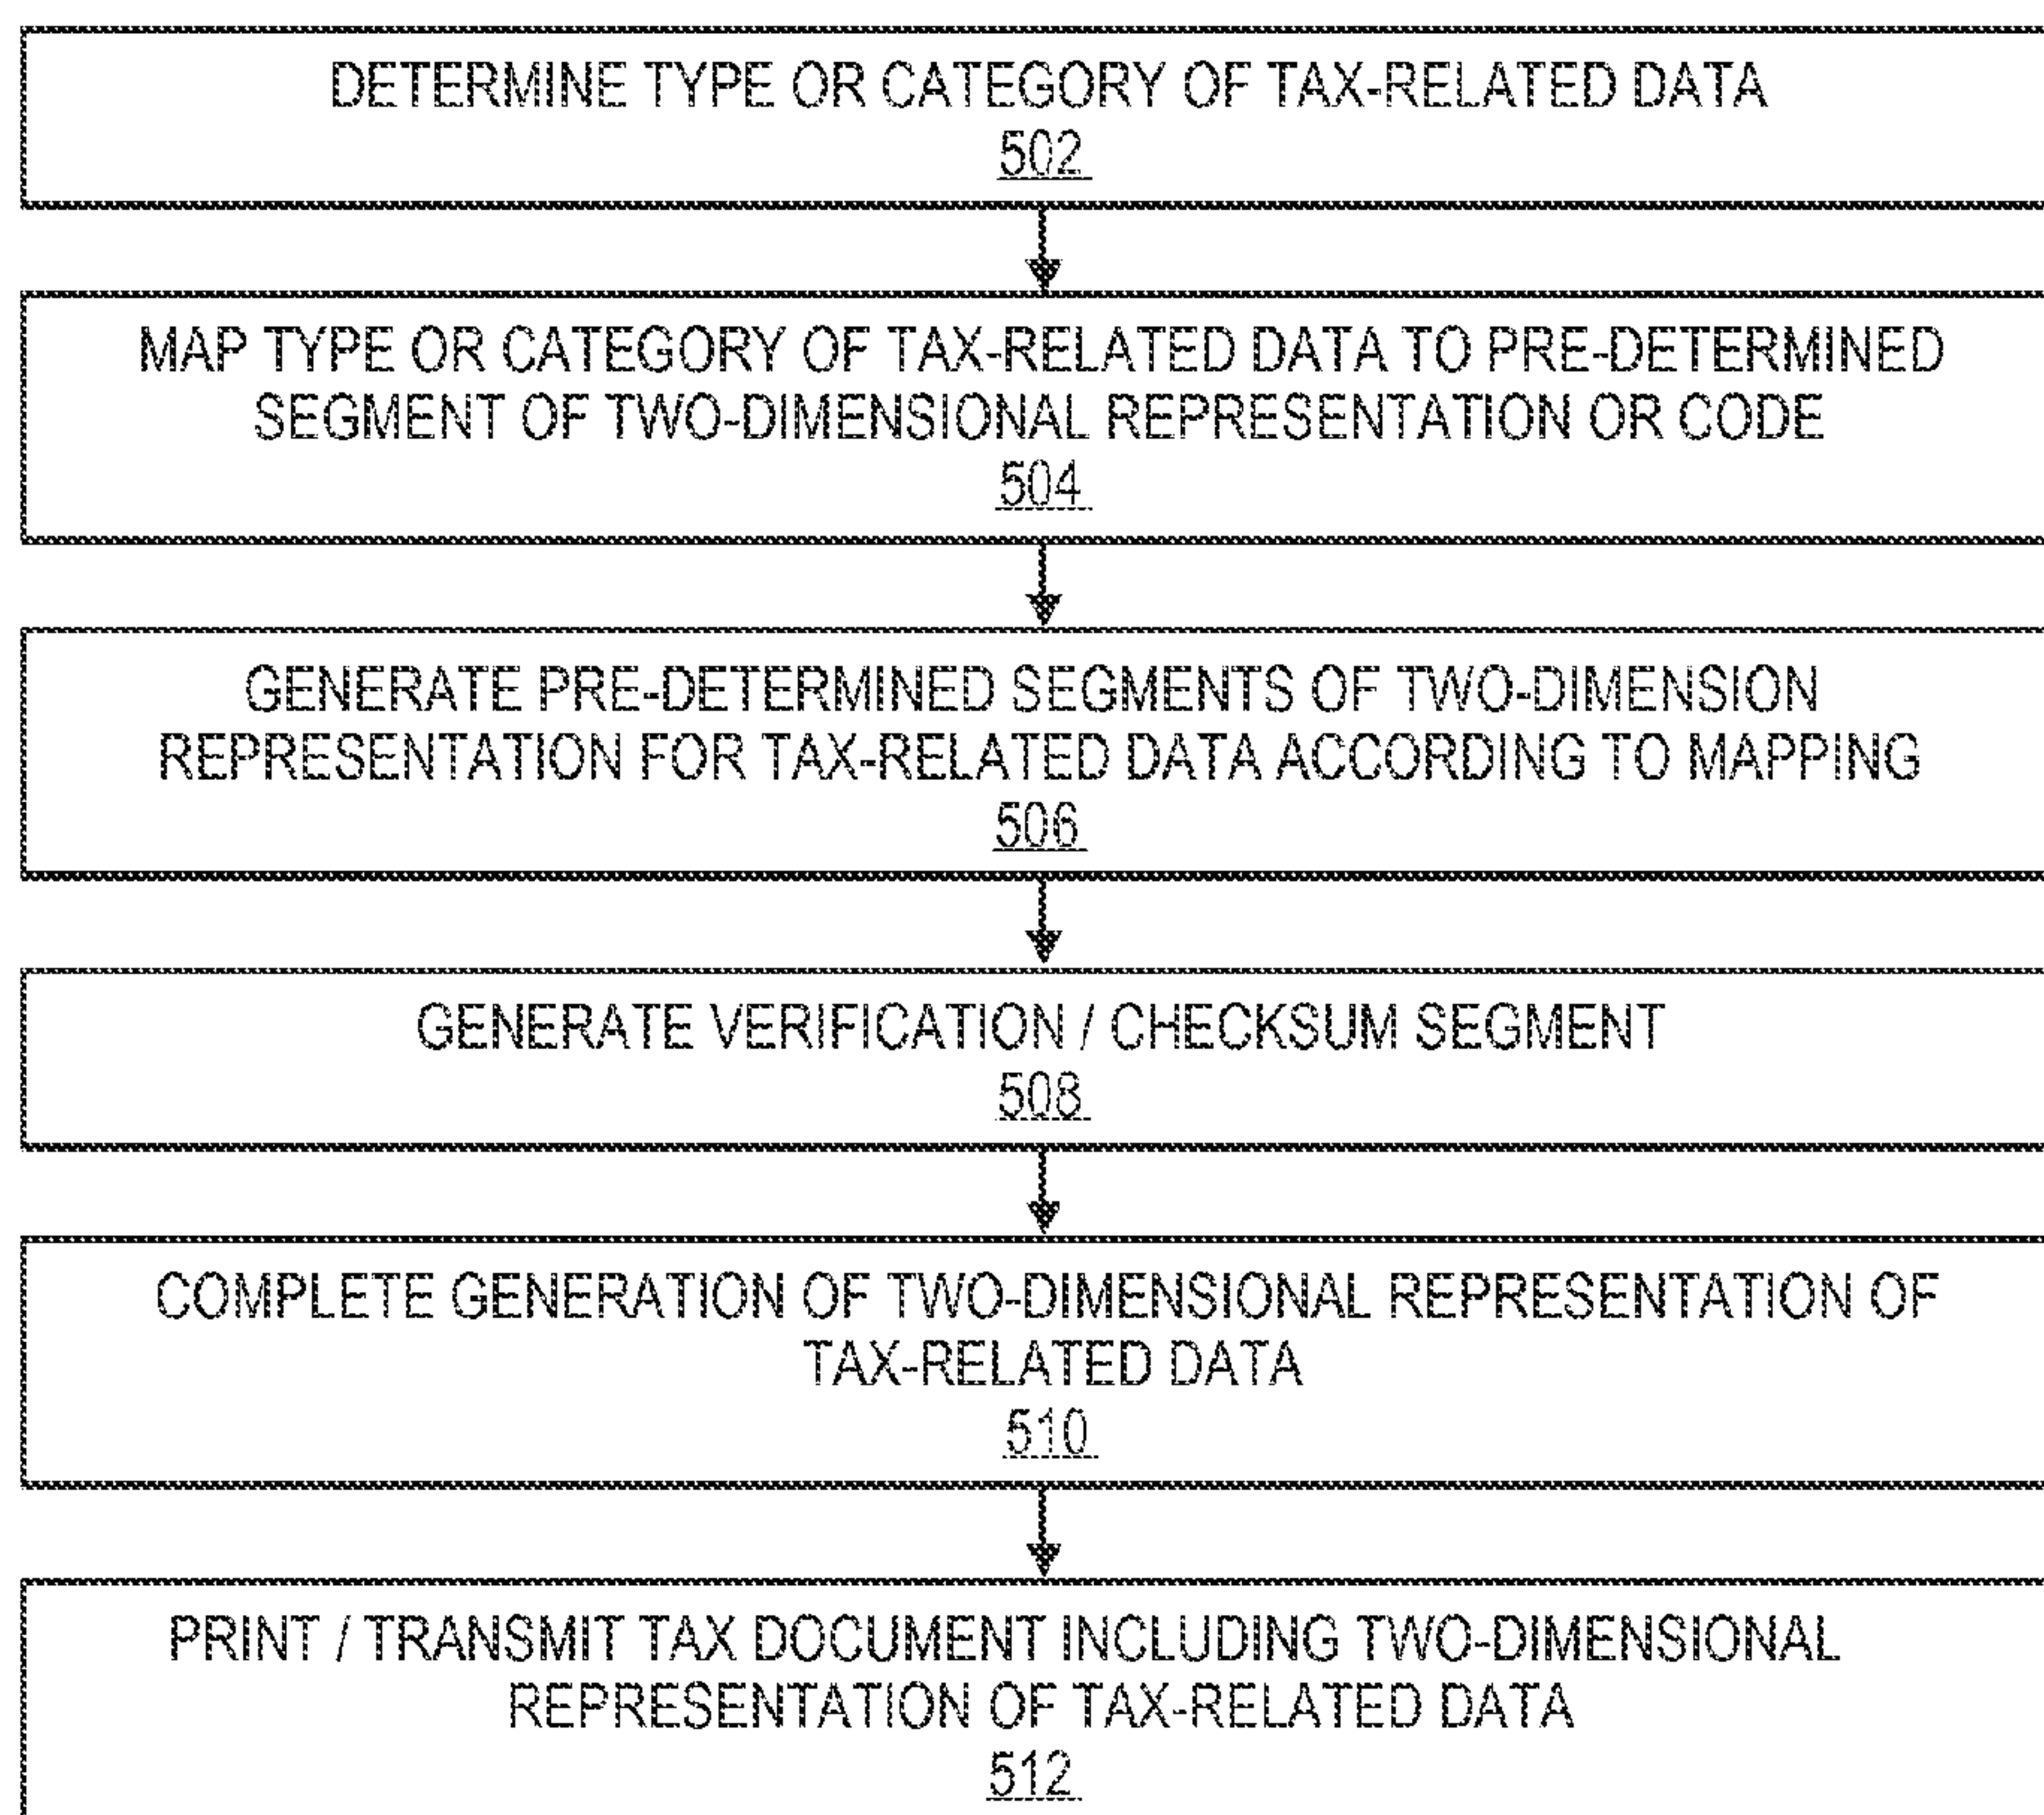 DETERMINE TYPE OR CATEGORY OF TAX-RELATED DATA
502
MAP TYPE OR CATEGORY OF TAX-RELATED DATA TO PRE-DETERMINED
SEGMENT OF TWO-DIMENSIONAL REPRESENTATION OR CODE
504
GENERATE PRE-DETERMINED SEGMENTS OF TWO-DIMENSION
REPRESENTATION FOR TAX-RELATED DATA ACCORDING TO MAPPING
506
GENERATE VERIFICATION / CHECKSUM SEGMENT
508
COMPLETE GENERATION OF TWO-DIMENSIONAL REPRESENTATION OF
TAX-RELATED DATA
510
PRINT / TRANSMIT TAX DOCUMENT INCLUDING TWO-DIMENSIONAL
REPRESENTATION OF TAX-RELATED DATA
512